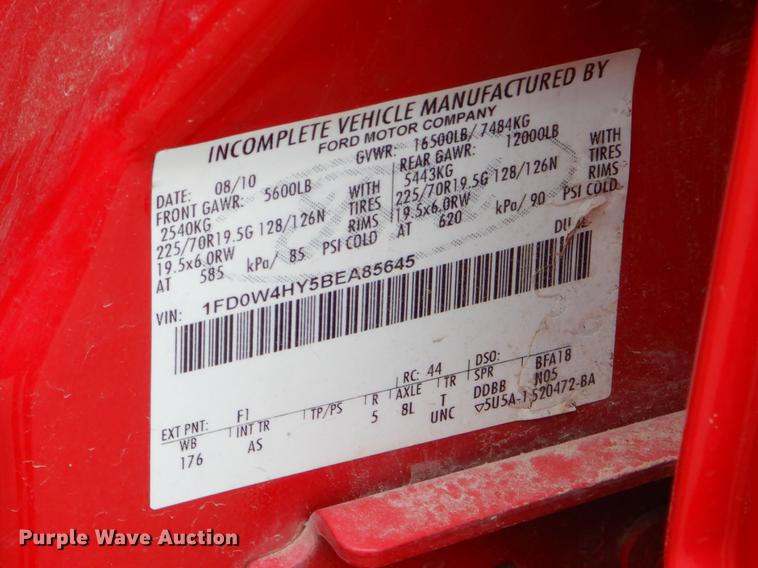 INCOMPLETE VEHICLE MANUFACTURED BY
FORD MOTOR COMPANY
DATE: 08/10 GVWR: 16500LB/ 7484KG
FRONT GAWR: 5600LB REAR GAWR: 12000LB
2540KG WITH 5443KG WITH
225/70R19.5G 128/126N TIRES 225/70R19.5G 128/126N TIRES
19.5x6.0RW RIMS 19.5x6.0RW RIMS
AT 585 kPa/ 85 PSI COLD AT 620 kPa/ 90 PSI COLD
VIN: 1FD0W4HY5BEA85645
RC: 44 DSO:
EXT PNT: F1 BFA18
WB INT TR TP/PS R AXLE TR SPR N05
176 AS 5 8L T DDBB
UNC
Purple Wave Auction